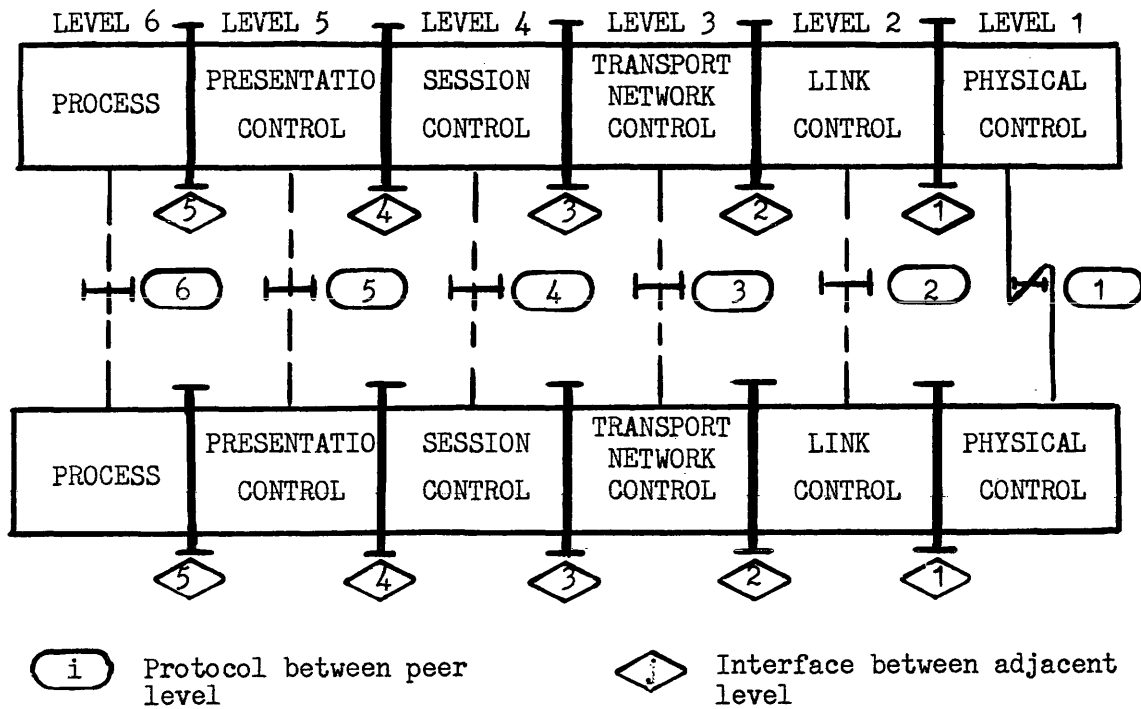 LEVEL 6 LEVEL 5 LEVEL 4 LEVEL 3 LEVEL 2 LEVEL 1
PROCESS
PRESENTATIO
CONTROL
SESSION
CONTROL
TRANSPORT
NETWORK
CONTROL
LINK
CONTROL
PHYSICAL
CONTROL
5 4 3 2 1
6 5 4 3 2 1
PROCESS
PRESENTATIO
CONTROL
SESSION
CONTROL
TRANSPORT
NETWORK
CONTROL
LINK
CONTROL
PHYSICAL
CONTROL
5 4 3 2 1
i Protocol between peer
level
j Interface between adjacent
level